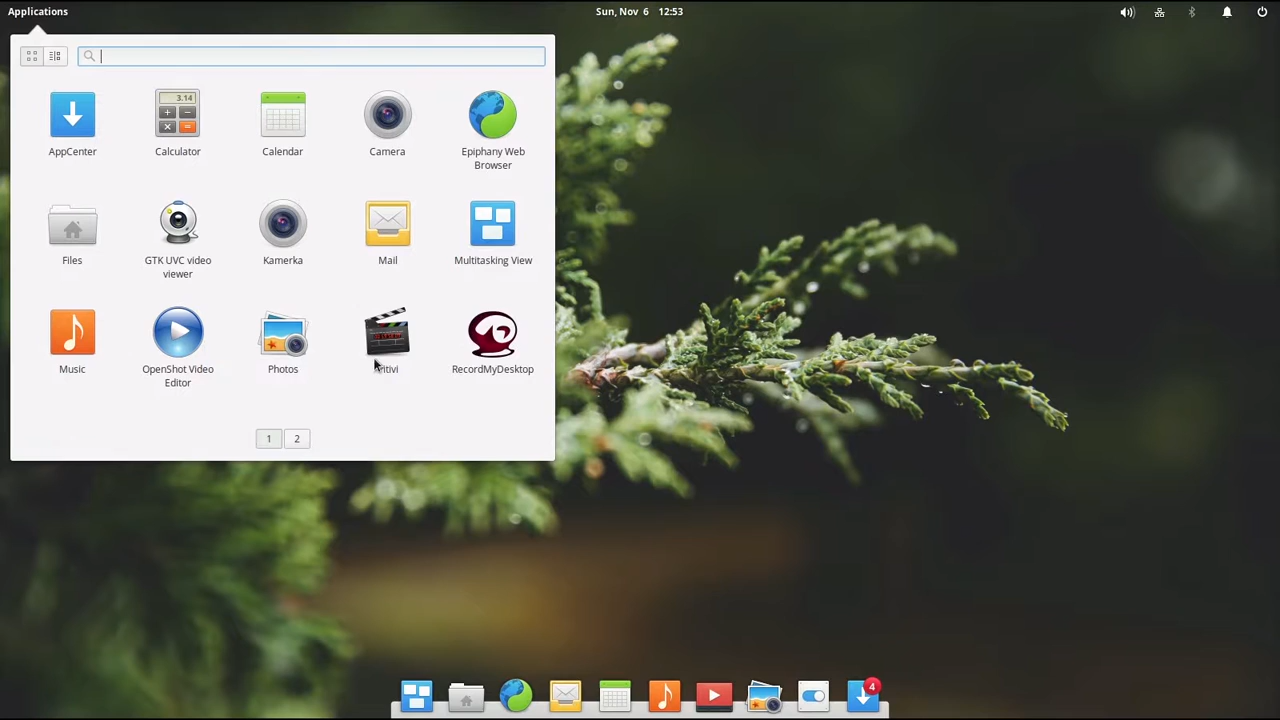 Applications
Sun, Nov 6 12:53
AppCenter
Calculator
Calendar
Camera
Epiphany Web
Browser
3.14
Files
GTK UVC video
viewer
Kamerka
Mail
Multitasking View
Music
OpenShot Video
Editor
Photos
RecordMyDesktop
1
2
4